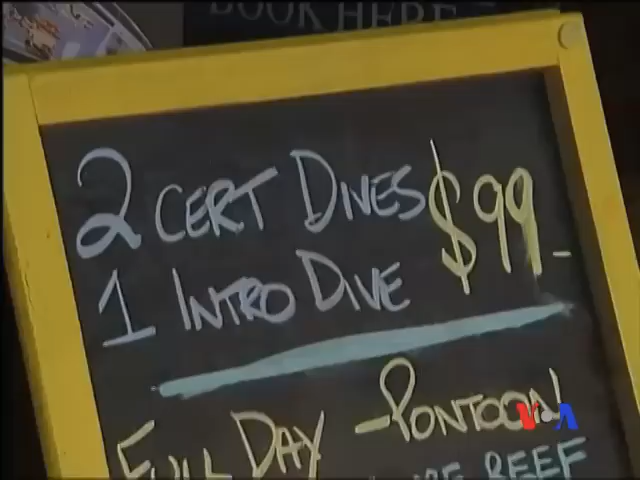 BOOK HERE
2 CERT DIVES $99-
1 INTRO DIVE
FULL DAY - PONTOON!
REEF
VOA